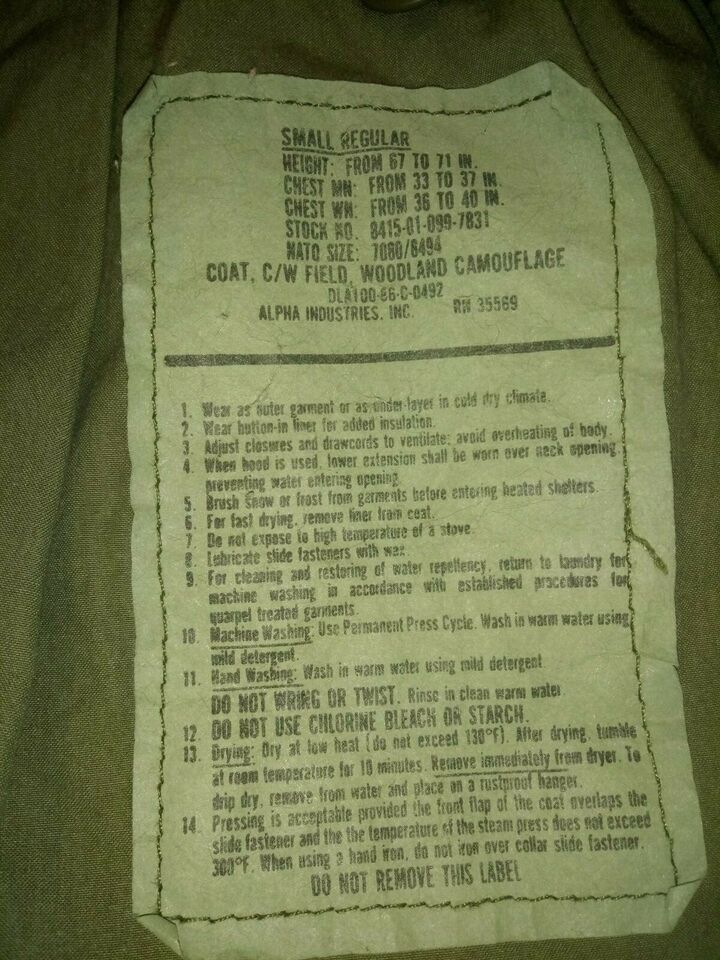 SMALL REGULAR
HEIGHT: FROM 67 TO 71 IN.
CHEST MN: FROM 33 TO 37 IN.
CHEST WN: FROM 36 TO 40 IN.
STOCK NO. 8415-01-099-7831
NATO SIZE: 7080/8494
COAT, C/W FIELD, WOODLAND CAMOUFLAGE
DLA100-86-C-0492
ALPHA INDUSTRIES, INC. RN 35569
1. Wear as outer garment or as under-layer in cold dry climate.
2. Wear button-in liner for added insulation.
3. Adjust closures and drawcords to ventilate; avoid overheating of body.
4. When hood is used, lower extension shall be worn over neck opening,
preventing water entering opening.
5. Brush snow or frost from garments before entering heated shelters.
6. For fast drying, remove liner from coat.
7. Do not expose to high temperature of a stove.
8. Lubricate slide fasteners with wax.
9. For cleaning and restoring of water repellency, return to laundry for
machine washing in accordance with established procedures for
quarpel treated garments.
10. Machine Washing: Use Permanent Press Cycle. Wash in warm water using
mild detergent.
11. Hand Washing: Wash in warm water using mild detergent
DO NOT WRING OR TWIST. Rinse in clean warm water
12. DO NOT USE CHLORINE BLEACH OR STARCH.
13. Drying: Dry at low heat (do not exceed 130°F). After drying, tumble
at room temperature for 10 minutes. Remove immediately from dryer. To
drip dry, remove from water and place on a rustproof hanger.
14. Pressing is acceptable provided the front flap of the coat overlaps the
slide fastener and the the temperature of the steam press does not exceed
300°F. When using a hand iron, do not iron over collar slide fastener.
DO NOT REMOVE THIS LABEL